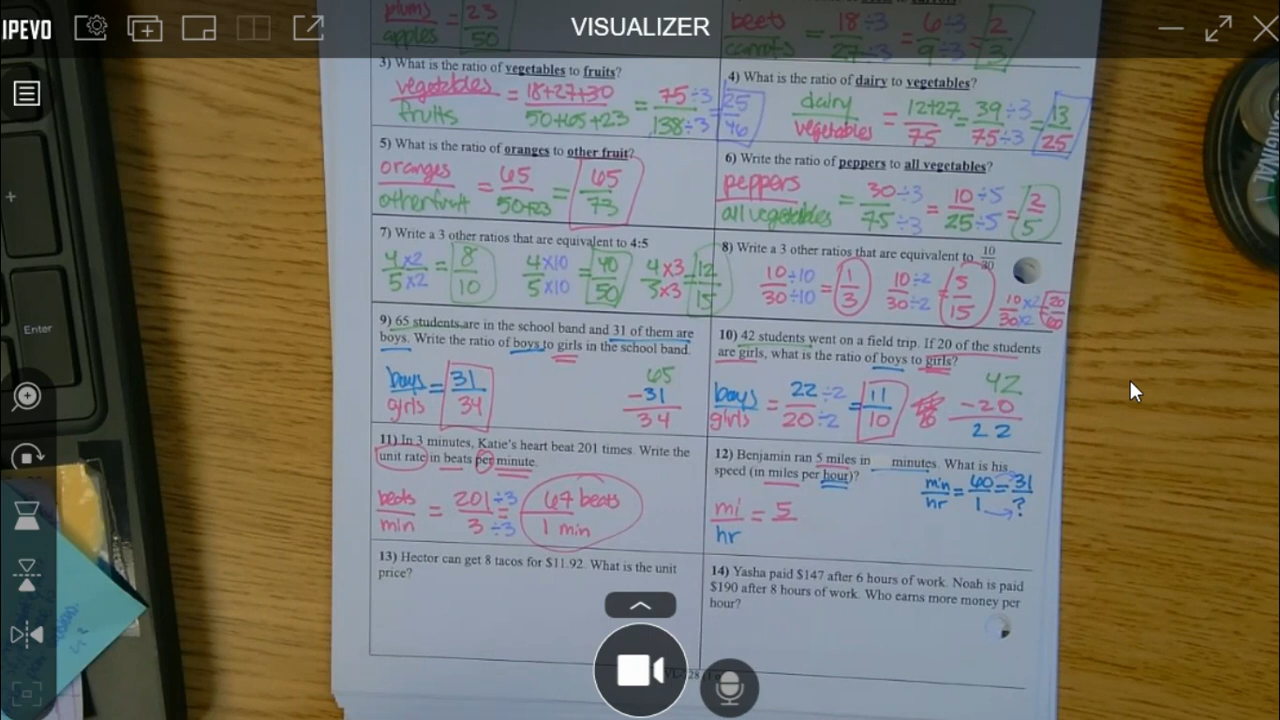 IPEVO
VISUALIZER
Enter
plums = 23
apples 50
beets = 18 ÷3 = 6 ÷3 = 2
carrots 27 ÷3 9 ÷3 3
3) What is the ratio of vegetables to fruits?
vegetables = 18+27+30 = 75 ÷3 = 25
fruits 50+65+23 138 ÷3 46
4) What is the ratio of dairy to vegetables?
dairy = 12+27 = 39 ÷3 = 13
vegetables 75 75 ÷3 25
5) What is the ratio of oranges to other fruit?
oranges = 65 = 65
other fruit 50+23 73
6) Write the ratio of peppers to all vegetables?
peppers = 30 ÷3 = 10 ÷5 = 2
all vegetables 75 ÷3 25 ÷5 5
7) Write a 3 other ratios that are equivalent to 4:5
4 x2 = 8 4 x10 = 40 4 x3 = 12
5 x2 10 5 x10 50 5 x3 15
8) Write a 3 other ratios that are equivalent to 10
30
10 ÷10 = 1 10 ÷2 = 5 10 x2 = 20
30 ÷10 3 30 ÷2 15 30 x2 60
9) 65 students are in the school band and 31 of them are
boys. Write the ratio of boys to girls in the school band.
boys = 31
girls 34
65
-31
34
10) 42 students went on a field trip. If 20 of the students
are girls, what is the ratio of boys to girls?
boys = 22 ÷2 = 11
girls 20 ÷2 10
42
-20
22
11) In 3 minutes, Katie's heart beat 201 times. Write the
unit rate in beats per minute.
beats = 201 ÷3 = 67 beats
min 3 ÷3 1 min
12) Benjamin ran 5 miles in minutes. What is his
speed (in miles per hour)?
min = 60 = 31
hr 1 ?
mi = 5
hr
13) Hector can get 8 tacos for $11.92. What is the unit
price?
14) Yasha paid $147 after 6 hours of work. Noah is paid
$190 after 8 hours of work. Who earns more money per
hour?